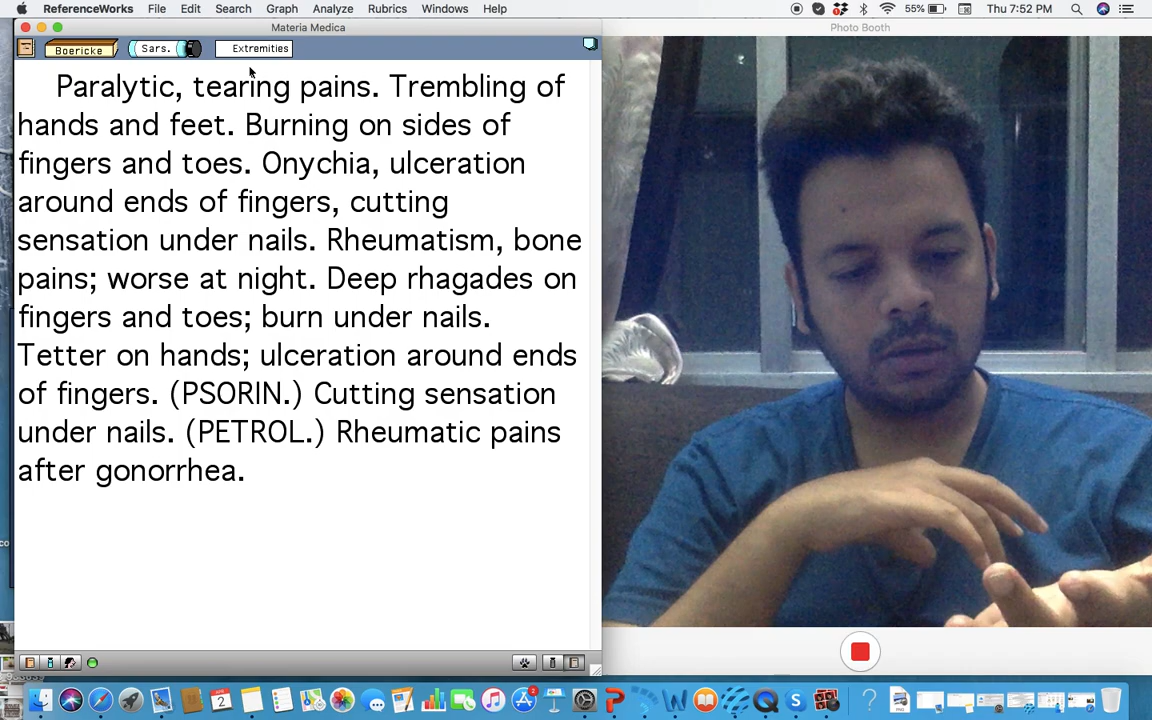 ReferenceWorks File Edit Search Graph Analyze Rubrics Windows Help 55% Thu 7:52 PM
Materia Medica
Photo Booth
Boericke Sars. Extremities
Paralytic, tearing pains. Trembling of
hands and feet. Burning on sides of
fingers and toes. Onychia, ulceration
around ends of fingers, cutting
sensation under nails. Rheumatism, bone
pains; worse at night. Deep rhagades on
fingers and toes; burn under nails.
Tetter on hands; ulceration around ends
of fingers. (PSORIN.) Cutting sensation
under nails. (PETROL.) Rheumatic pains
after gonorrhea.